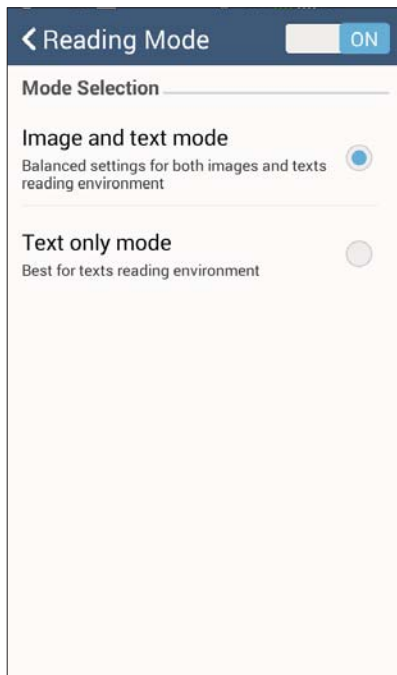 Reading Mode ON
Mode Selection
Image and text mode
Balanced settings for both images and texts
reading environment
Text only mode
Best for texts reading environment